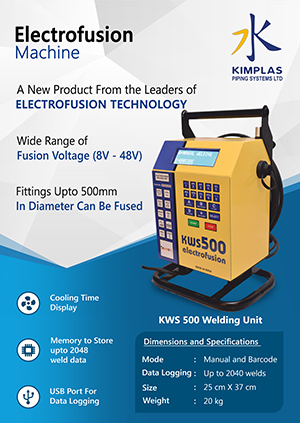 Electrofusion
Machine
水
KIMPLAS
PIPING SYSTEMS LTD
A New Product From the Leaders of
ELECTROFUSION TECHNOLOGY
Wide Range of
Fusion Voltage (8V - 48V)
Fittings Upto 500mm
In Diameter Can Be Fused
KWS500
electrofusion
Cooling Time
Display
Memory to Store
upto 2048
weld data
USB Port For
Data Logging
KWS 500 Welding Unit
Dimensions and Specifications
Mode : Manual and Barcode
Data Logging : Up to 2040 welds
Size : 25 cm X 37 cm
Weight : 20 kg